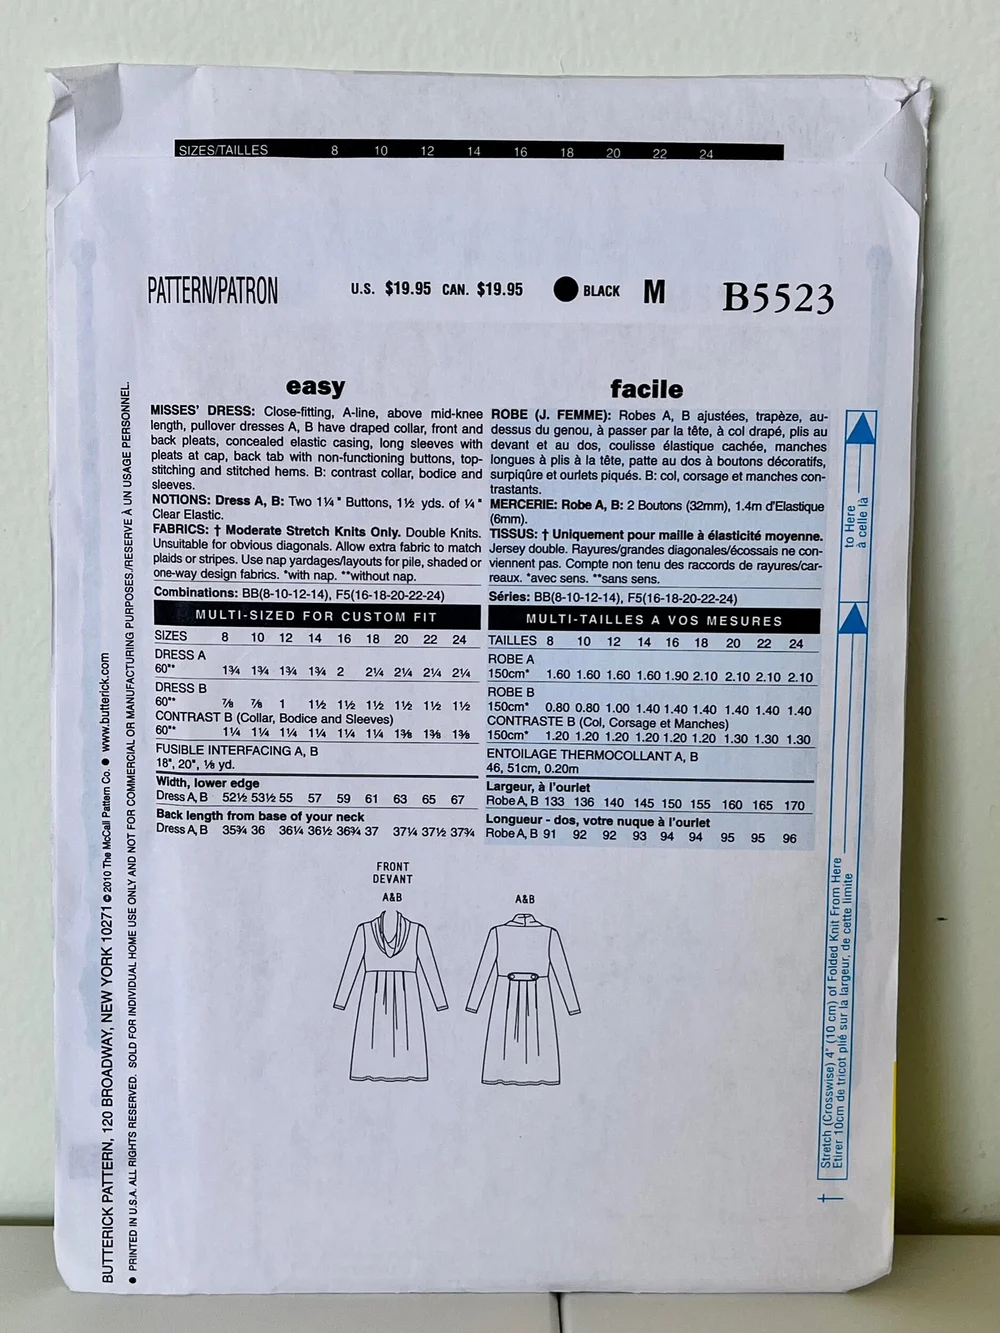 SIZES/TAILLES 8 10 12 14 16 18 20 22 24
PATTERN/PATRON U.S. $19.95 CAN. $19.95 BLACK M B5523
easy
MISSES' DRESS: Close-fitting, A-line, above mid-knee
length, pullover dresses A, B have draped collar, front and
back pleats, concealed elastic casing, long sleeves with
pleats at cap, back tab with non-functioning buttons, top-
stitching and stitched hems. B: contrast collar, bodice and
sleeves.
NOTIONS: Dress A, B: Two 1¼" Buttons, 1½ yds. of ¼"
Clear Elastic.
FABRICS: † Moderate Stretch Knits Only. Double Knits.
Unsuitable for obvious diagonals. Allow extra fabric to match
plaids or stripes. Use nap yardages/layouts for pile, shaded or
one-way design fabrics. *with nap. **without nap.
Combinations: BB(8-10-12-14), F5(16-18-20-22-24)
MULTI-SIZED FOR CUSTOM FIT
SIZES 8 10 12 14 16 18 20 22 24
DRESS A
60"* 1¾ 1¾ 1¾ 1¾ 2 2¼ 2¼ 2¼ 2¼
DRESS B
60"* ⅞ ⅞ 1 1½ 1½ 1½ 1½ 1½ 1½
CONTRAST B (Collar, Bodice and Sleeves)
60"* 1¼ 1¼ 1¼ 1¼ 1¼ 1¼ 1⅜ 1⅜ 1⅜
FUSIBLE INTERFACING A, B
18", 20", ⅛ yd.
Width, lower edge
Dress A, B 52½ 53½ 55 57 59 61 63 65 67
Back length from base of your neck
Dress A, B 35¾ 36 36¼ 36½ 36¾ 37 37¼ 37½ 37¾
facile
ROBE (J. FEMME): Robes A, B ajustées, trapèze, au-
dessus du genou, à passer par la tête, à col drapé, plis au
devant et au dos, coulisse élastique cachée, manches
longues à plis à la tête, patte au dos à boutons décoratifs,
surpiqûre et ourlets piqués. B: col, corsage et manches con-
trastants.
MERCERIE: Robe A, B: 2 Boutons (32mm), 1.4m d'Elastique
(6mm).
TISSUS: † Uniquement pour maille à élasticité moyenne.
Jersey double. Rayures/grandes diagonales/écossais ne con-
viennent pas. Compte non tenu des raccords de rayures/car-
reaux. *avec sens. **sans sens.
Séries: BB(8-10-12-14), F5(16-18-20-22-24)
MULTI-TAILLES A VOS MESURES
TAILLES 8 10 12 14 16 18 20 22 24
ROBE A
150cm* 1.60 1.60 1.60 1.60 1.90 2.10 2.10 2.10 2.10
ROBE B
150cm* 0.80 0.80 1.00 1.40 1.40 1.40 1.40 1.40 1.40
CONTRASTE B (Col, Corsage et Manches)
150cm* 1.20 1.20 1.20 1.20 1.20 1.20 1.30 1.30 1.30
ENTOILAGE THERMOCOLLANT A, B
46, 51cm, 0.20m
Largeur, à l'ourlet
Robe A, B 133 136 140 145 150 155 160 165 170
Longueur - dos, votre nuque à l'ourlet
Robe A, B 91 92 92 93 94 94 95 95 96
FRONT
DEVANT
A&B
A&B
BUTTERICK PATTERN, 120 BROADWAY, NEW YORK 10271 © 2010 The McCall Pattern Co. ● www.butterick.com
● PRINTED IN U.S.A. ALL RIGHTS RESERVED. SOLD FOR INDIVIDUAL HOME USE ONLY AND NOT FOR COMMERCIAL OR MANUFACTURING PURPOSES./RESERVE À UN USAGE PERSONNEL.
† Stretch (Crosswise) 4" (10 cm) of Folded Knit From Here
Etirer 10cm de tricot plié sur la largeur, de cette limite
to Here
à celle là